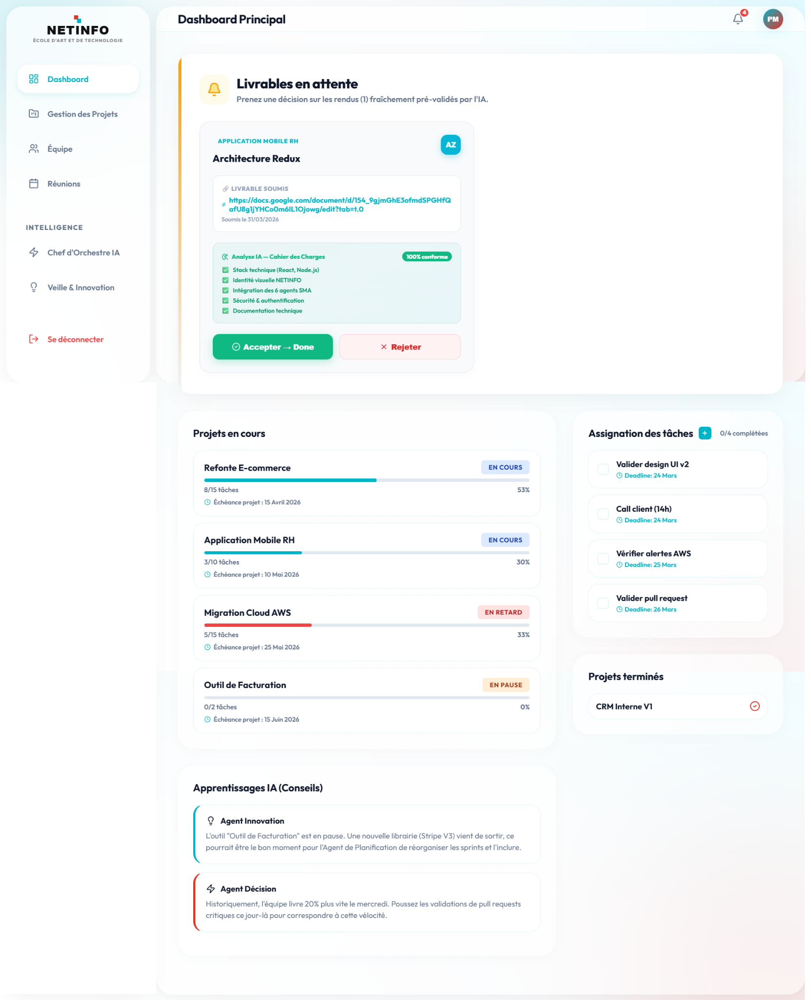 NETINFO
ÉCOLE D'ART ET DE TECHNOLOGIE
Dashboard
Gestion des Projets
Équipe
Réunions
INTELLIGENCE
Chef d'Orchestre IA
Veille & Innovation
Se déconnecter
Dashboard Principal
4
PM
Livrables en attente
Prenez une décision sur les rendus (1) fraîchement pré-validés par l'IA.
APPLICATION MOBILE RH
AZ
Architecture Redux
LIVRABLE SOUMIS
https://docs.google.com/document/d/154_9gjmGhE3ofmdSPGHfQ
afU8g1jYHCo0m6IL1Ojowg/edit?tab=t.0
Soumis le 31/03/2026
Analyse IA — Cahier des Charges
100% conforme
Stack technique (React, Node.js)
Identité visuelle NETINFO
Intégration des 6 agents SMA
Sécurité & authentification
Documentation technique
Accepter → Done
Rejeter
Projets en cours
Refonte E-commerce
EN COURS
8/15 tâches
53%
Échéance projet : 15 Avril 2026
Application Mobile RH
EN COURS
3/10 tâches
30%
Échéance projet : 10 Mai 2026
Migration Cloud AWS
EN RETARD
5/15 tâches
33%
Échéance projet : 25 Mai 2026
Outil de Facturation
EN PAUSE
0/2 tâches
0%
Échéance projet : 15 Juin 2026
Assignation des tâches
+
0/4 complétées
Valider design UI v2
Deadline: 24 Mars
Call client (14h)
Deadline: 24 Mars
Vérifier alertes AWS
Deadline: 25 Mars
Valider pull request
Deadline: 26 Mars
Projets terminés
CRM Interne V1
Apprentissages IA (Conseils)
Agent Innovation
L'outil "Outil de Facturation" est en pause. Une nouvelle librairie (Stripe V3) vient de sortir, ce
pourrait être le bon moment pour l'Agent de Planification de réorganiser les sprints et l'inclure.
Agent Décision
Historiquement, l'équipe livre 20% plus vite le mercredi. Poussez les validations de pull requests
critiques ce jour-là pour correspondre à cette vélocité.